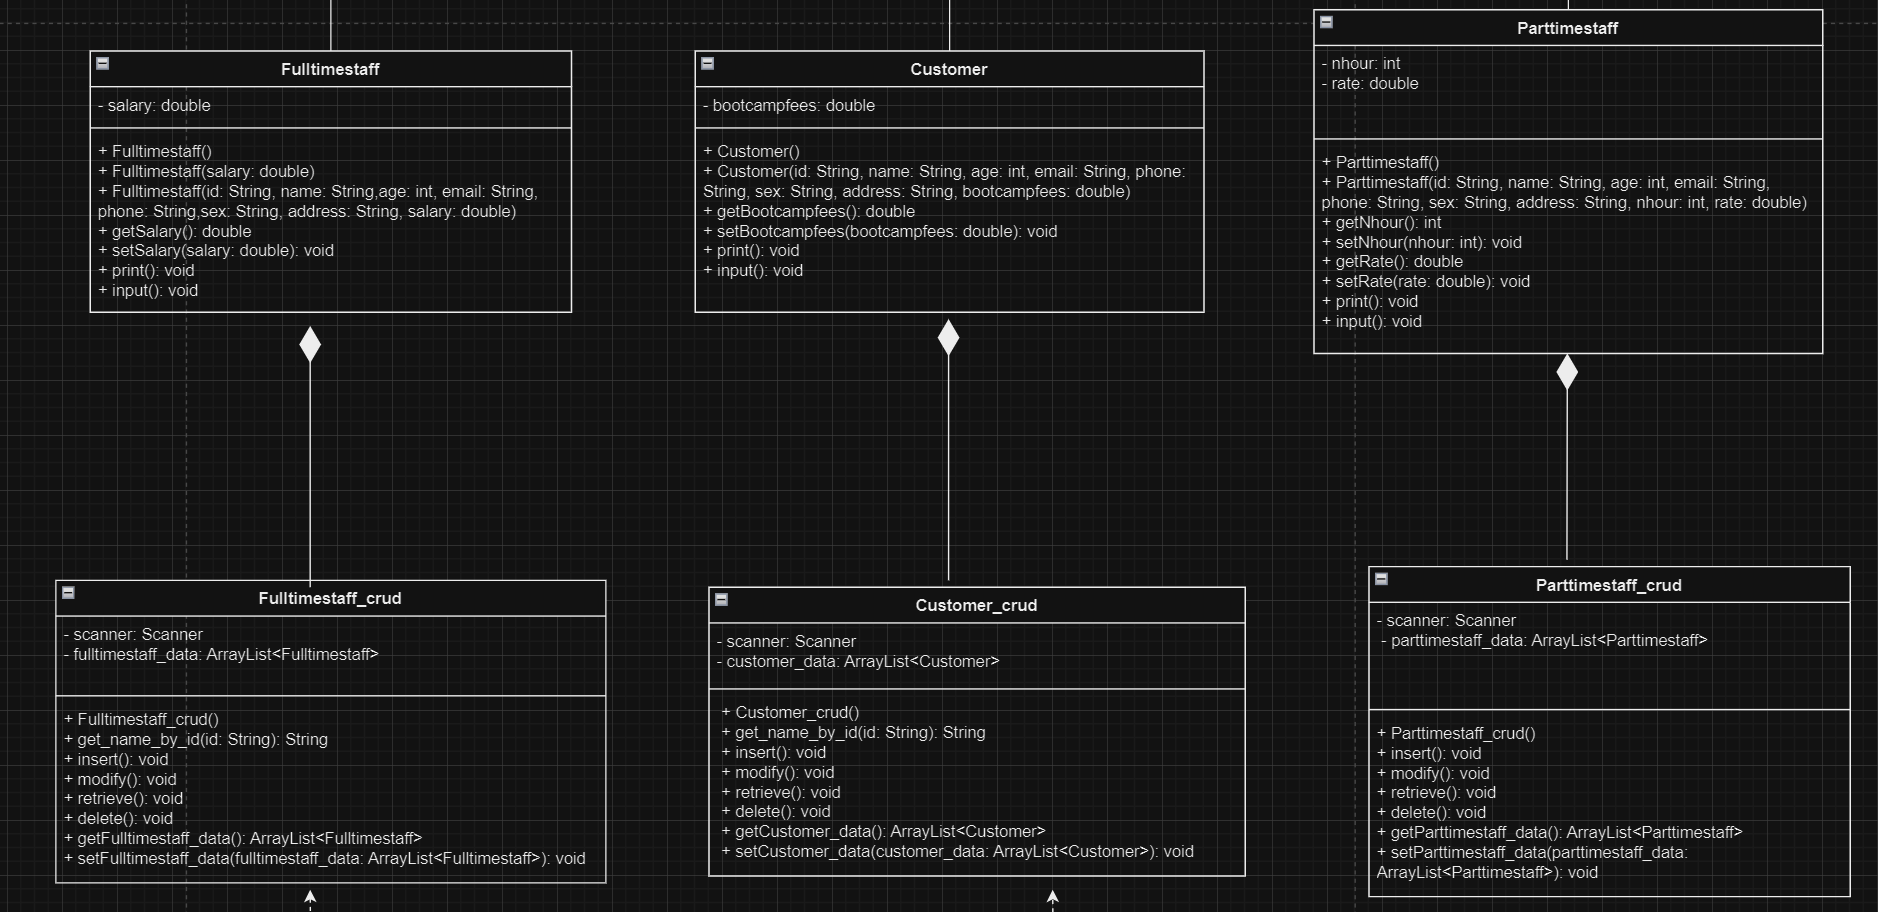 Fulltimestaff
- salary: double
+ Fulltimestaff()
+ Fulltimestaff(salary: double)
+ Fulltimestaff(id: String, name: String,age: int, email: String,
phone: String,sex: String, address: String, salary: double)
+ getSalary(): double
+ setSalary(salary: double): void
+ print(): void
+ input(): void
Customer
- bootcampfees: double
+ Customer()
+ Customer(id: String, name: String, age: int, email: String, phone:
String, sex: String, address: String, bootcampfees: double)
+ getBootcampfees(): double
+ setBootcampfees(bootcampfees: double): void
+ print(): void
+ input(): void
Parttimestaff
- nhour: int
- rate: double
+ Parttimestaff()
+ Parttimestaff(id: String, name: String, age: int, email: String,
phone: String, sex: String, address: String, nhour: int, rate: double)
+ getNhour(): int
+ setNhour(nhour: int): void
+ getRate(): double
+ setRate(rate: double): void
+ print(): void
+ input(): void
Fulltimestaff_crud
- scanner: Scanner
- fulltimestaff_data: ArrayList<Fulltimestaff>
+ Fulltimestaff_crud()
+ get_name_by_id(id: String): String
+ insert(): void
+ modify(): void
+ retrieve(): void
+ delete(): void
+ getFulltimestaff_data(): ArrayList<Fulltimestaff>
+ setFulltimestaff_data(fulltimestaff_data: ArrayList<Fulltimestaff>): void
Customer_crud
- scanner: Scanner
- customer_data: ArrayList<Customer>
+ Customer_crud()
+ get_name_by_id(id: String): String
+ insert(): void
+ modify(): void
+ retrieve(): void
+ delete(): void
+ getCustomer_data(): ArrayList<Customer>
+ setCustomer_data(customer_data: ArrayList<Customer>): void
Parttimestaff_crud
- scanner: Scanner
- parttimestaff_data: ArrayList<Parttimestaff>
+ Parttimestaff_crud()
+ insert(): void
+ modify(): void
+ retrieve(): void
+ delete(): void
+ getParttimestaff_data(): ArrayList<Parttimestaff>
+ setParttimestaff_data(parttimestaff_data:
ArrayList<Parttimestaff>): void